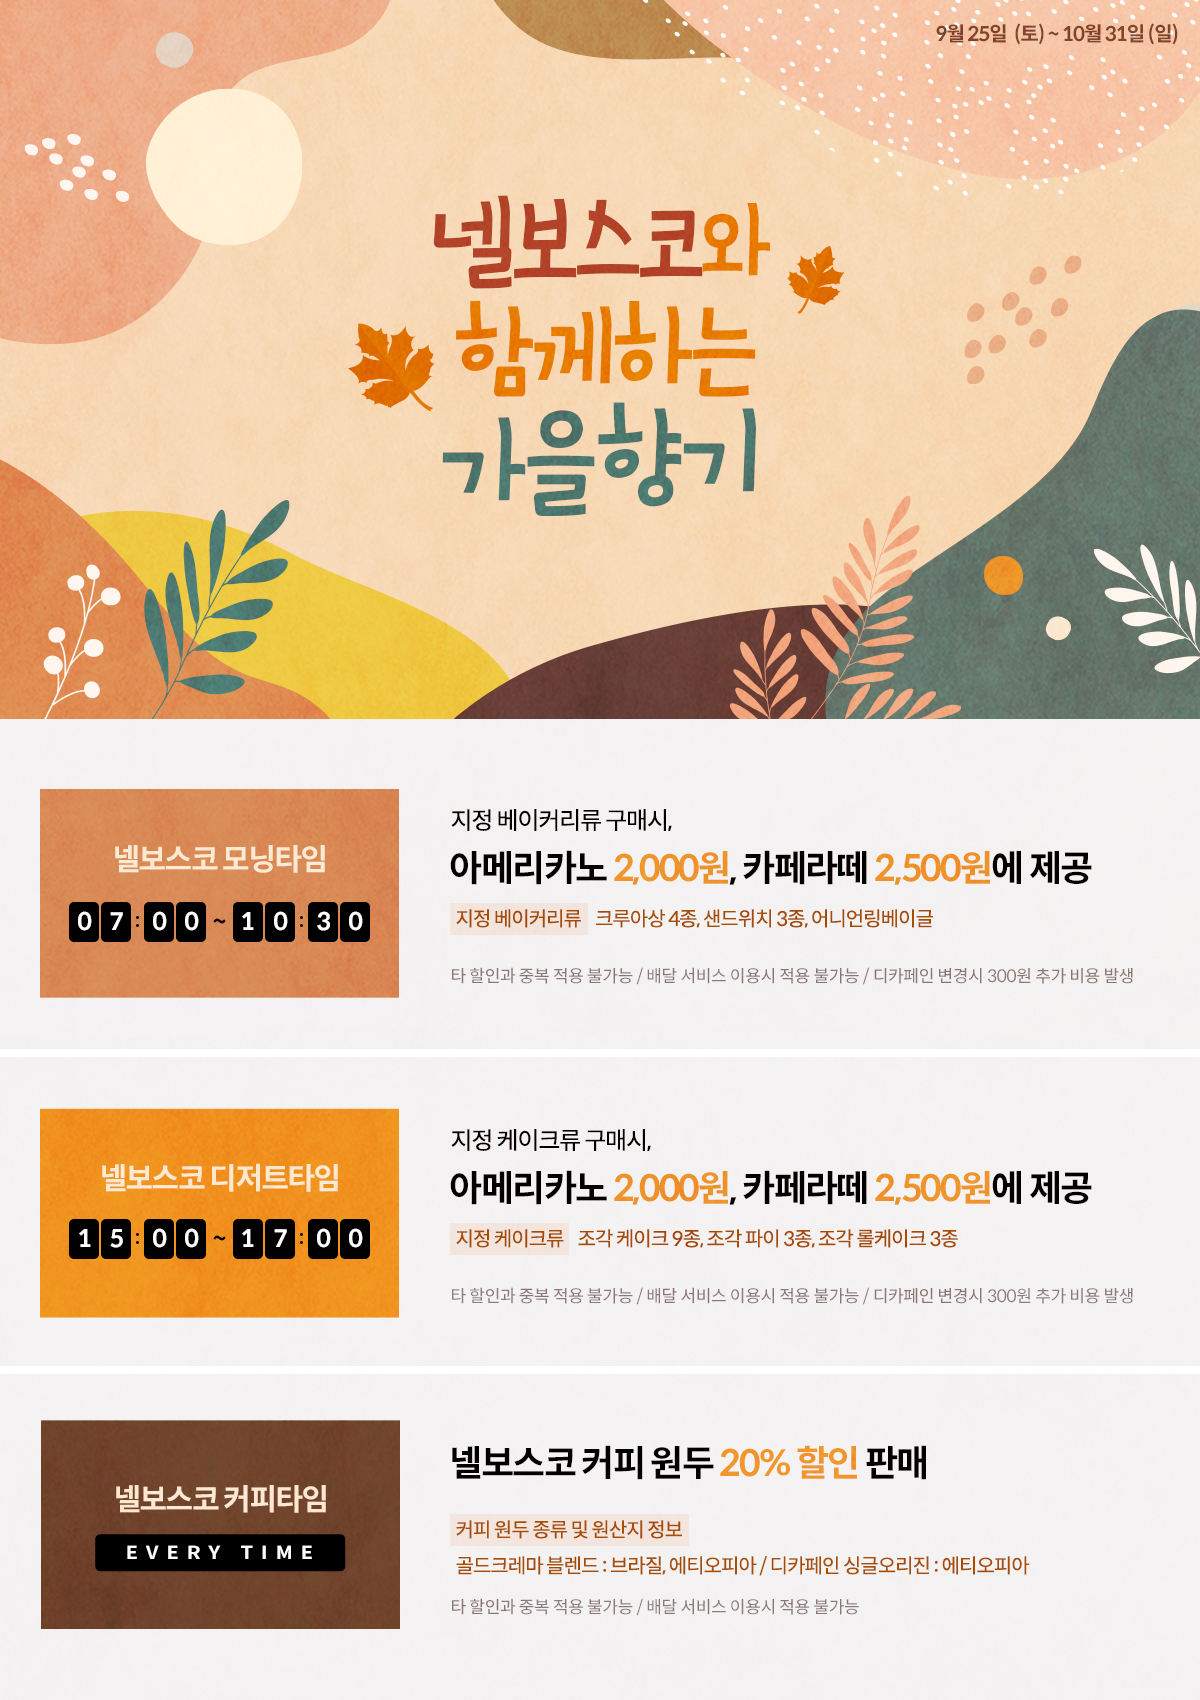 9월 25일 (토) ~ 10월 31일 (일)
넬보스코와
함께하는
가을향기
넬보스코 모닝타임
07:00 ~ 10:30
지정 베이커리류 구매시,
아메리카노 2,000원, 카페라떼 2,500원에 제공
지정 베이커리류 크루아상 4종, 샌드위치 3종, 어니언링베이글
타 할인과 중복 적용 불가능 / 배달 서비스 이용시 적용 불가능 / 디카페인 변경시 300원 추가 비용 발생
넬보스코 디저트타임
15:00 ~ 17:00
지정 케이크류 구매시,
아메리카노 2,000원, 카페라떼 2,500원에 제공
지정 케이크류 조각 케이크 9종, 조각 파이 3종, 조각 롤케이크 3종
타 할인과 중복 적용 불가능 / 배달 서비스 이용시 적용 불가능 / 디카페인 변경시 300원 추가 비용 발생
넬보스코 커피타임
EVERY TIME
넬보스코 커피 원두 20% 할인 판매
커피 원두 종류 및 원산지 정보
골드크레마 블렌드 : 브라질, 에티오피아 / 디카페인 싱글오리진 : 에티오피아
타 할인과 중복 적용 불가능 / 배달 서비스 이용시 적용 불가능